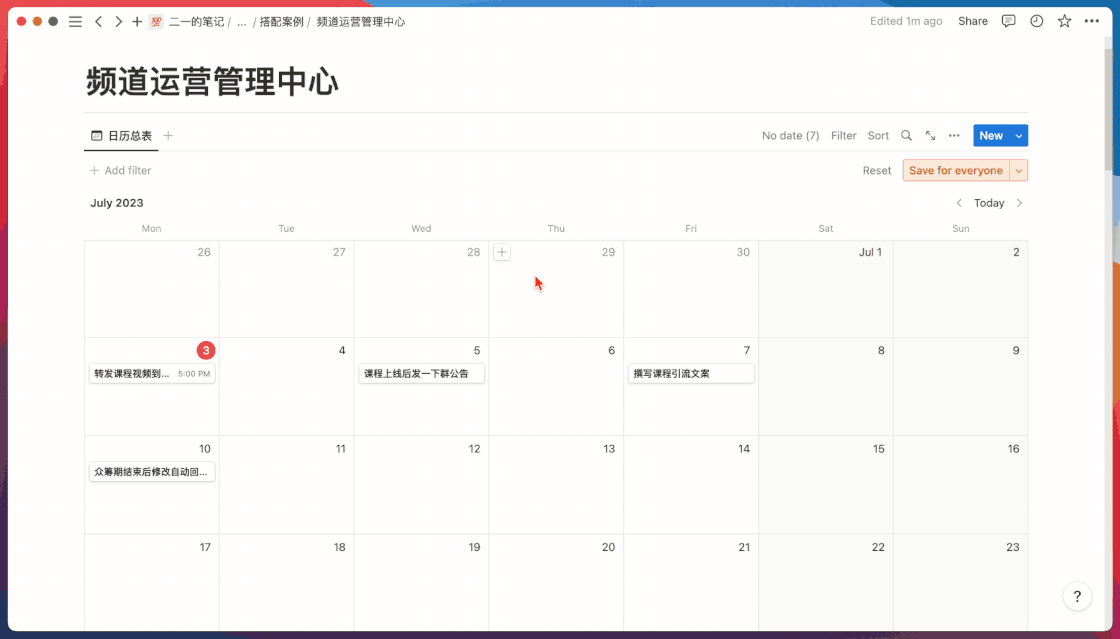 二一的笔记 / ... / 搭配案例 / 频道运营管理中心 Edited 1m ago Share
频道运营管理中心
日历总表 No date (7) Filter Sort New
Add filter Reset Save for everyone
July 2023 Today
Mon Tue Wed Thu Fri Sat Sun
26 27 28 29 30 Jul 1 2
3 4 5 6 7 8 9
转发课程视频到... 5:00 PM 课程上线后发一下群公告 撰写课程引流文案
10 11 12 13 14 15 16
众筹期结束后修改自动回...
17 18 19 20 21 22 23
?